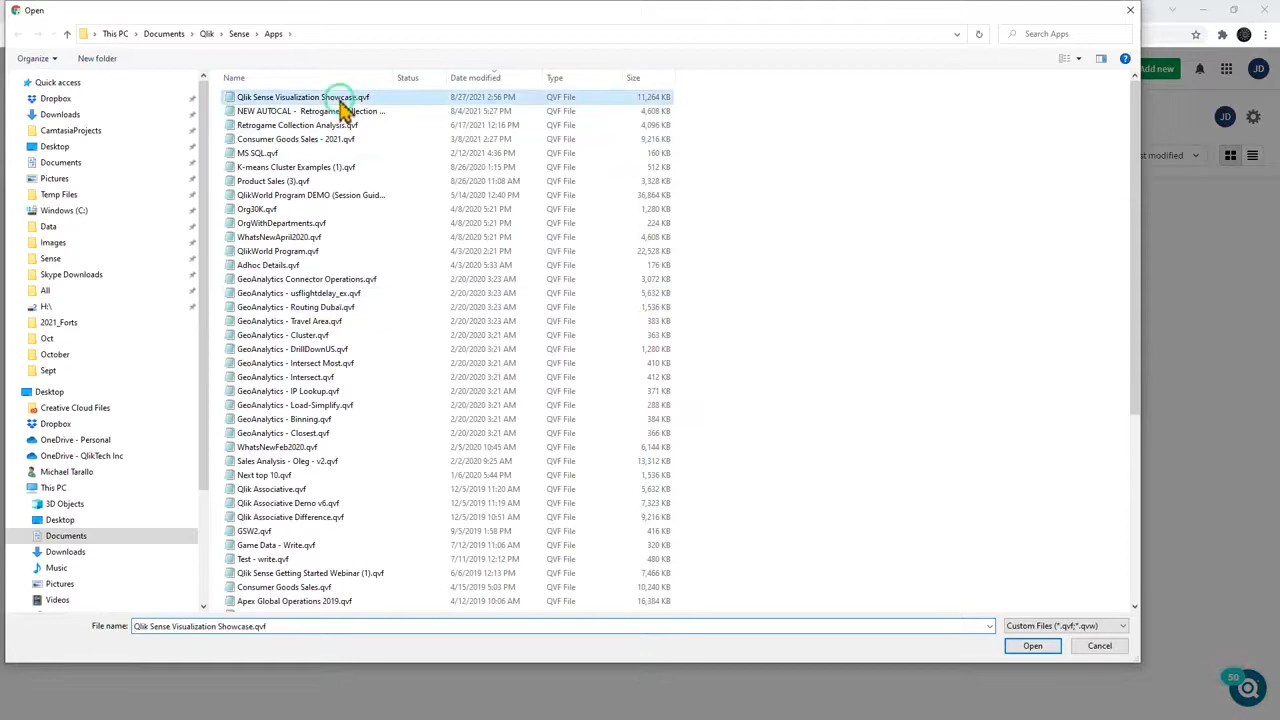 Open
This PC > Documents > Qlik > Sense > Apps >
Search Apps
Organize
New folder
Name
Status
Date modified
Type
Size
Qlik Sense Visualization Showcase.qvf 8/27/2021 2:56 PM QVF File 11,264 KB
NEW AUTOCAL - Retrogame Collection ... 8/4/2021 5:27 PM QVF File 4,608 KB
Retrogame Collection Analysis.qvf 6/17/2021 12:16 PM QVF File 4,096 KB
Consumer Goods Sales - 2021.qvf 3/8/2021 2:27 PM QVF File 9,216 KB
MS SQL.qvf 2/12/2021 4:36 PM QVF File 160 KB
K-means Cluster Examples (1).qvf 8/26/2020 1:15 PM QVF File 512 KB
Product Sales (3).qvf 8/26/2020 11:08 AM QVF File 3,328 KB
QlikWorld Program DEMO (Session Guid... 5/14/2020 12:40 PM QVF File 36,864 KB
Org30K.qvf 4/8/2020 5:21 PM QVF File 1,280 KB
OrgWithDepartments.qvf 4/8/2020 5:21 PM QVF File 224 KB
WhatsNewApril2020.qvf 4/8/2020 5:21 PM QVF File 4,608 KB
QlikWorld Program.qvf 4/3/2020 2:21 PM QVF File 22,528 KB
Adhoc Details.qvf 4/3/2020 5:33 AM QVF File 176 KB
GeoAnalytics Connector Operations.qvf 2/20/2020 3:23 AM QVF File 3,072 KB
GeoAnalytics - usflightdelay_ex.qvf 2/20/2020 3:23 AM QVF File 5,632 KB
GeoAnalytics - Routing Dubaï.qvf 2/20/2020 3:23 AM QVF File 1,536 KB
GeoAnalytics - Travel Area.qvf 2/20/2020 3:23 AM QVF File 383 KB
GeoAnalytics - Cluster.qvf 2/20/2020 3:21 AM QVF File 363 KB
GeoAnalytics - DrillDownUS.qvf 2/20/2020 3:21 AM QVF File 1,280 KB
GeoAnalytics - Intersect Most.qvf 2/20/2020 3:21 AM QVF File 410 KB
GeoAnalytics - Intersect.qvf 2/20/2020 3:21 AM QVF File 412 KB
GeoAnalytics - IP Lookup.qvf 2/20/2020 3:21 AM QVF File 371 KB
GeoAnalytics - Load-Simplify.qvf 2/20/2020 3:21 AM QVF File 288 KB
GeoAnalytics - Binning.qvf 2/20/2020 3:21 AM QVF File 384 KB
GeoAnalytics - Closest.qvf 2/20/2020 3:21 AM QVF File 366 KB
WhatsNewFeb2020.qvf 2/5/2020 10:45 AM QVF File 6,144 KB
Sales Analysis - Oleg - v2.qvf 2/2/2020 9:25 AM QVF File 13,312 KB
Next top 10.qvf 1/6/2020 5:44 PM QVF File 1,536 KB
Qlik Associative.qvf 12/5/2019 11:20 AM QVF File 5,632 KB
Qlik Associative Demo v6.qvf 12/5/2019 11:19 AM QVF File 7,323 KB
Qlik Associative Difference.qvf 12/5/2019 10:51 AM QVF File 9,216 KB
GSW2.qvf 9/5/2019 1:58 PM QVF File 416 KB
Game Data - Write.qvf 7/12/2019 11:06 AM QVF File 320 KB
Test - write.qvf 7/11/2019 12:12 PM QVF File 480 KB
Qlik Sense Getting Started Webinar (1).qvf 6/6/2019 12:13 PM QVF File 7,466 KB
Consumer Goods Sales.qvf 4/15/2019 5:03 PM QVF File 10,240 KB
Apex Global Operations 2019.qvf 4/12/2019 10:06 AM QVF File 16,384 KB
Quick access
Dropbox
Downloads
CamtasiaProjects
Desktop
Documents
Pictures
Temp Files
Windows (C:)
Data
Images
Sense
Skype Downloads
All
H:\
2021_Forts
Oct
October
Sept
Desktop
Creative Cloud Files
Dropbox
OneDrive - Personal
OneDrive - QlikTech Inc
Michael Tarallo
This PC
3D Objects
Desktop
Documents
Downloads
Music
Pictures
Videos
File name: Qlik Sense Visualization Showcase.qvf
Custom Files (*.qvf;*.qvw)
Open
Cancel
Add new
JD
JD
st modified
50